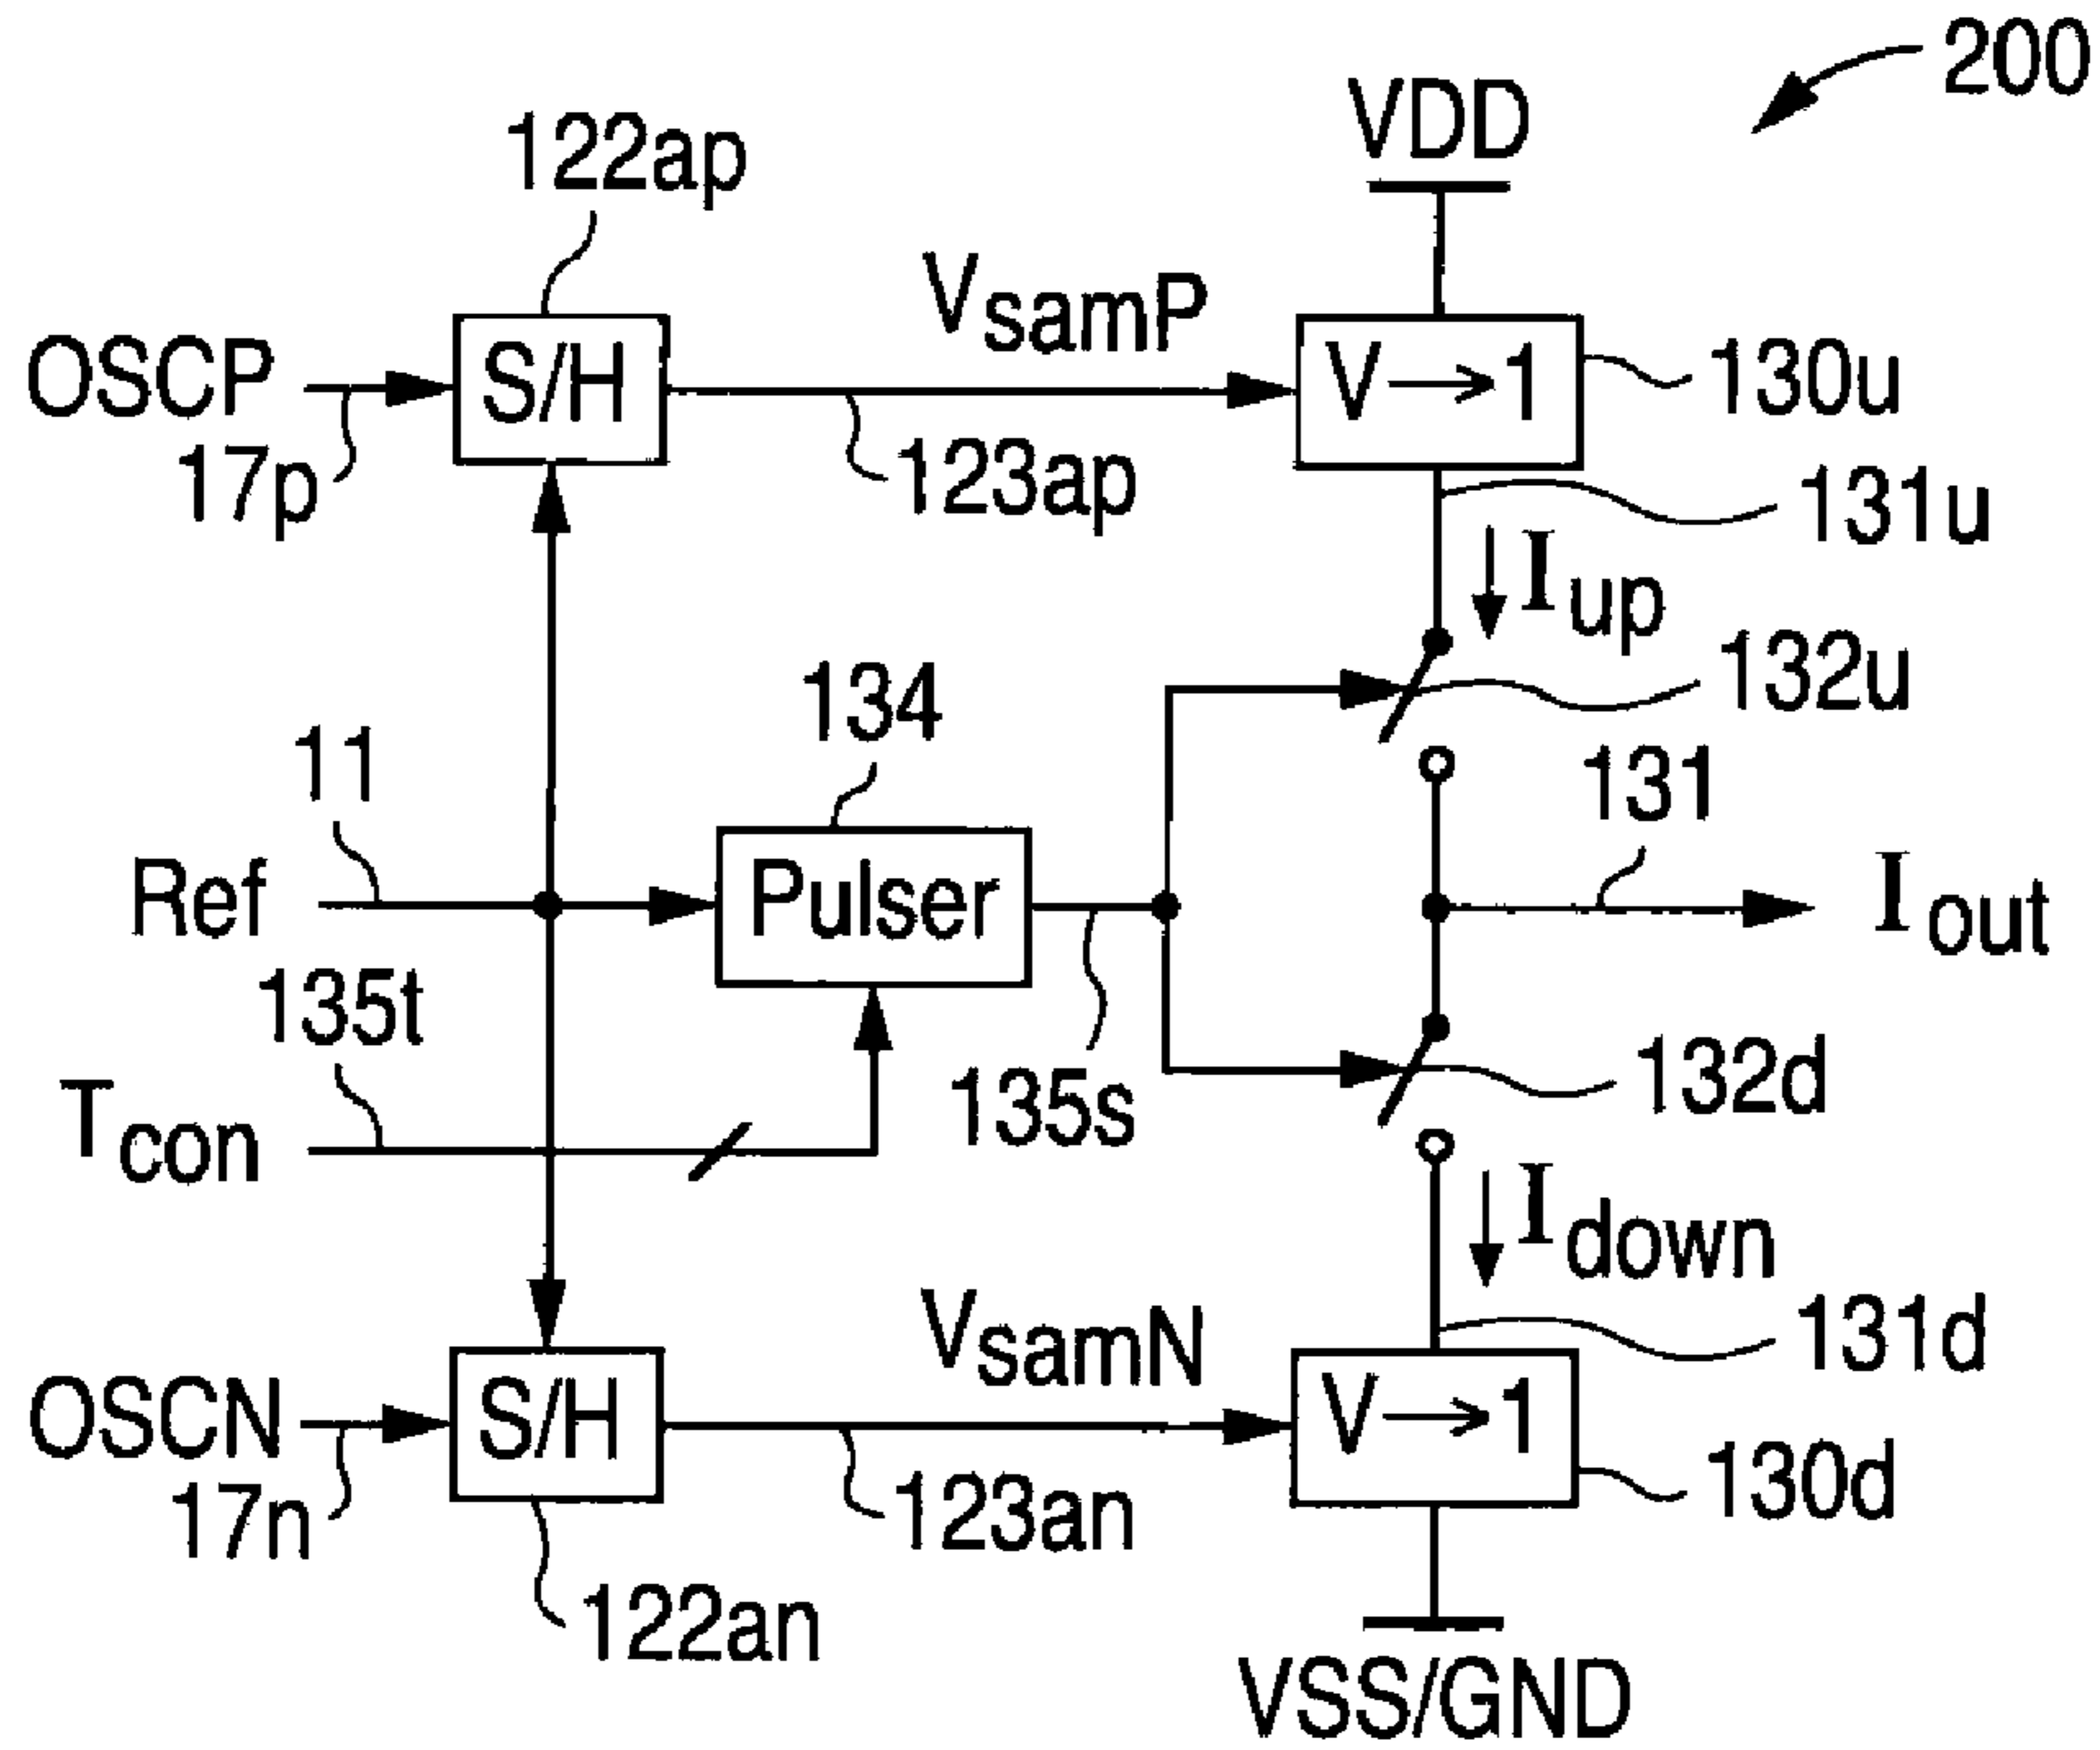 200
VDD
122ap
VsamP
OSCP
S/H
V→1
130u
17p
123ap
131u
Iup
132u
134
11
131
Ref
Pulser
Iout
135t
135s
132d
Tcon
Idown
VsamN
131d
OSCN
S/H
V→1
130d
17n
123an
122an
VSS/GND